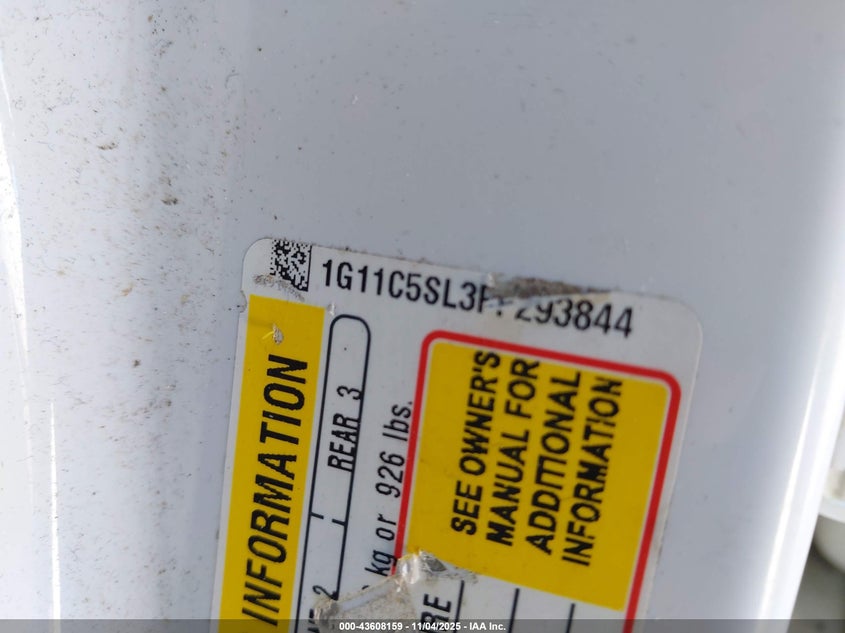 1G11C5SL3F 293844
INFORMATION
REAR 3
2
kg or 926 lbs.
SEE OWNER'S
MANUAL FOR
ADDITIONAL
INFORMATION
000-43608159 - 11/04/2025 - IAA Inc.